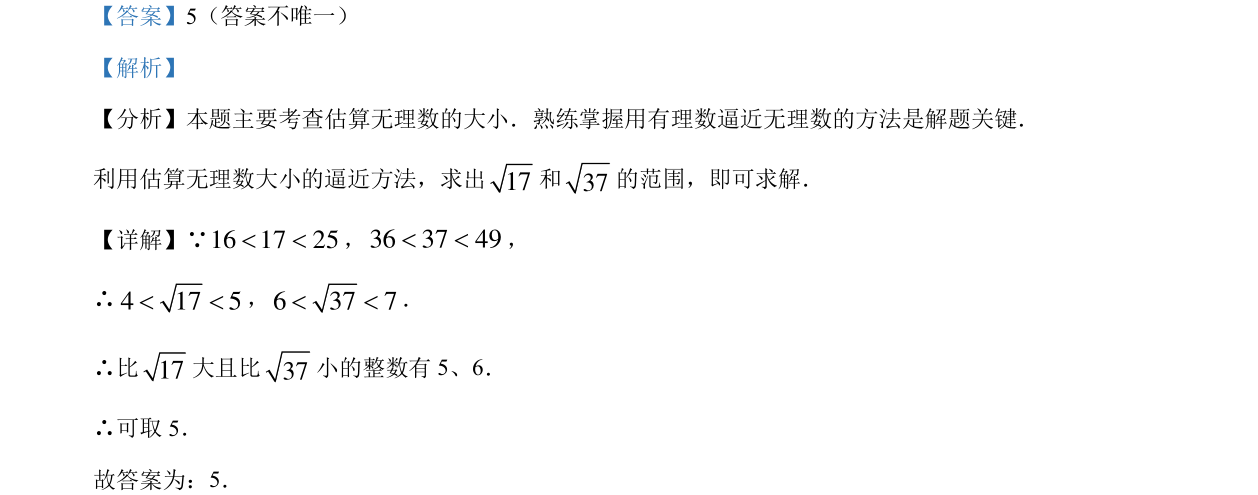 【答案】5（答案不唯一）
【解析】
【分析】本题主要考查估算无理数的大小．熟练掌握用有理数逼近无理数的方法是解题关键．
利用估算无理数大小的逼近方法，求出√17 和√37 的范围，即可求解．
【详解】∵16<17<25，36<37<49，
∴4<√17<5，6<√37<7．
∴比√17 大且比√37 小的整数有 5、6．
∴可取 5．
故答案为：5．